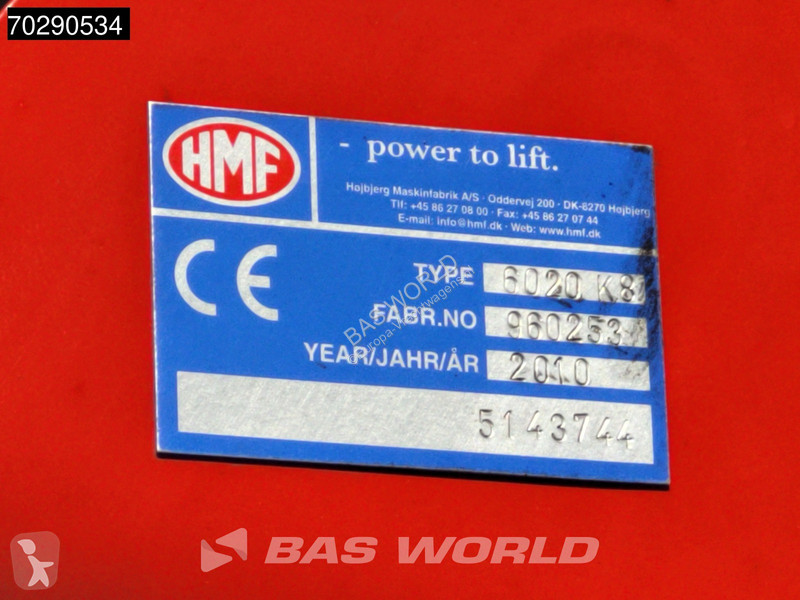 70290534
HMF
- power to lift.
Højbjerg Maskinfabrik A/S · Oddervej 200 · DK-8270 Højbjerg
Tlf: +45 86 27 08 00 · Fax: +45 86 27 07 44
E-mail: info@hmf.dk · Web: www.hmf.dk
CE
TYPE 6020 K8
FABR.NO 960253
YEAR/JAHR/ÅR 2010
5143744
BAS WORLD
BAS WORLD